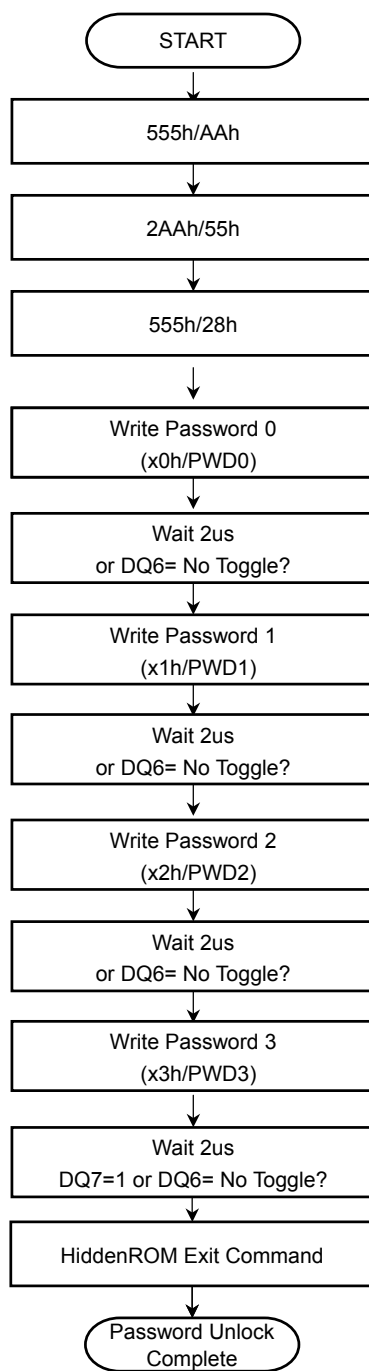 START
555h/AAh
2AAh/55h
555h/28h
Write Password 0
(x0h/PWD0)
Wait 2us
or DQ6= No Toggle?
Write Password 1
(x1h/PWD1)
Wait 2us
or DQ6= No Toggle?
Write Password 2
(x2h/PWD2)
Wait 2us
or DQ6= No Toggle?
Write Password 3
(x3h/PWD3)
Wait 2us
DQ7=1 or DQ6= No Toggle?
HiddenROM Exit Command
Password Unlock
Complete